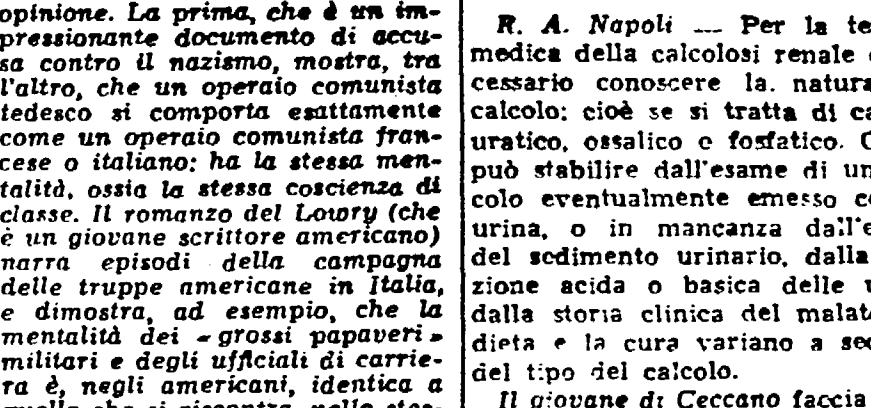 opinione. La prima, che è un im-
pressionante documento di accu-
sa contro il nazismo, mostra, tra
l'altro, che un operaio comunista
tedesco si comporta esattamente
come un operaio comunista fran-
cese o italiano: ha la stessa men-
talità, ossia la stessa coscienza di
classe. Il romanzo del Lowry (che
è un giovane scrittore americano)
narra episodi della campagna
delle truppe americane in Italia,
e dimostra, ad esempio, che la
mentalità dei « grossi papaveri »
militari e degli ufficiali di carrie-
ra è, negli americani, identica a
R. A. Napoli — Per la te
medica della calcolosi renale
cessario conoscere la. natura
calcolo: cioè se si tratta di ca
uratico, ossalico o fosfatico.
può stabilire dall'esame di un
colo eventualmente emesso
urina, o in mancanza dall'e
del sedimento urinario, dalla
zione acida o basica delle
dalla storia clinica del malat
dieta e la cura variano a sec
del tipo del calcolo.
Il giovane di Ceccano faccia